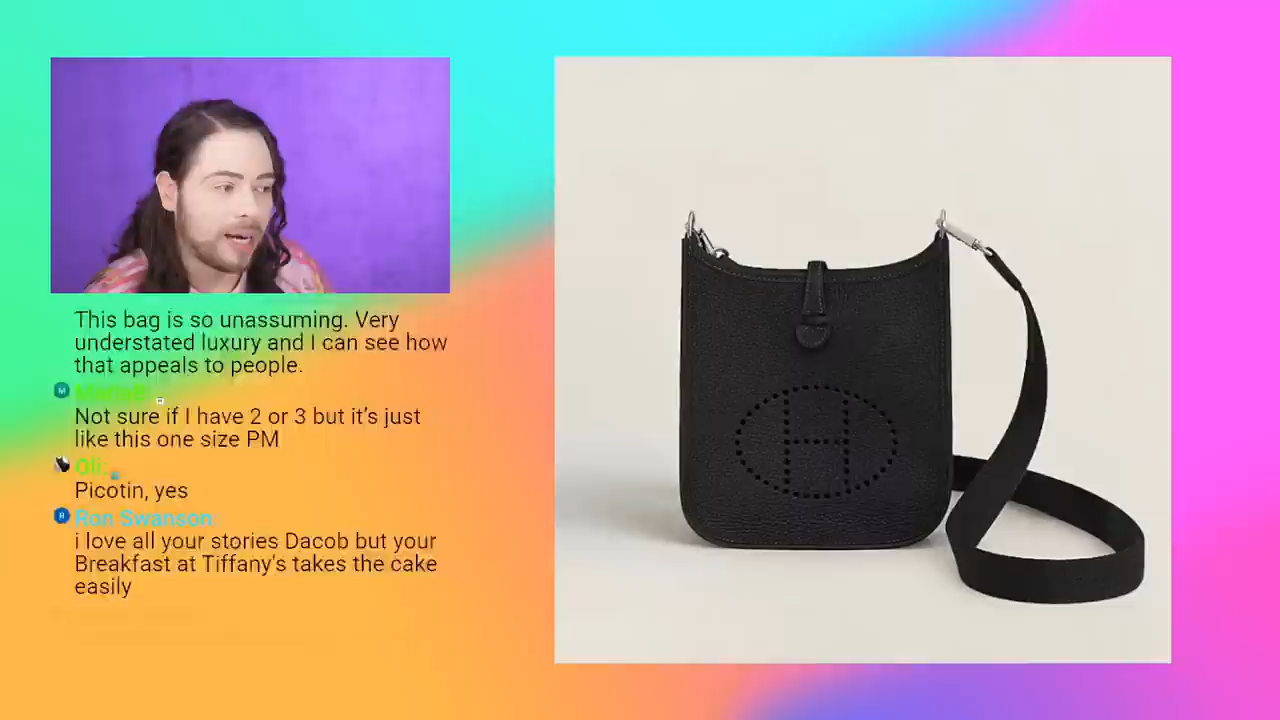 This bag is so unassuming. Very
understated luxury and I can see how
that appeals to people.
M MariaB:
Not sure if I have 2 or 3 but it’s just
like this one size PM
Oli:
Picotin, yes
R Ron Swanson:
i love all your stories Dacob but your
Breakfast at Tiffany's takes the cake
easily
H